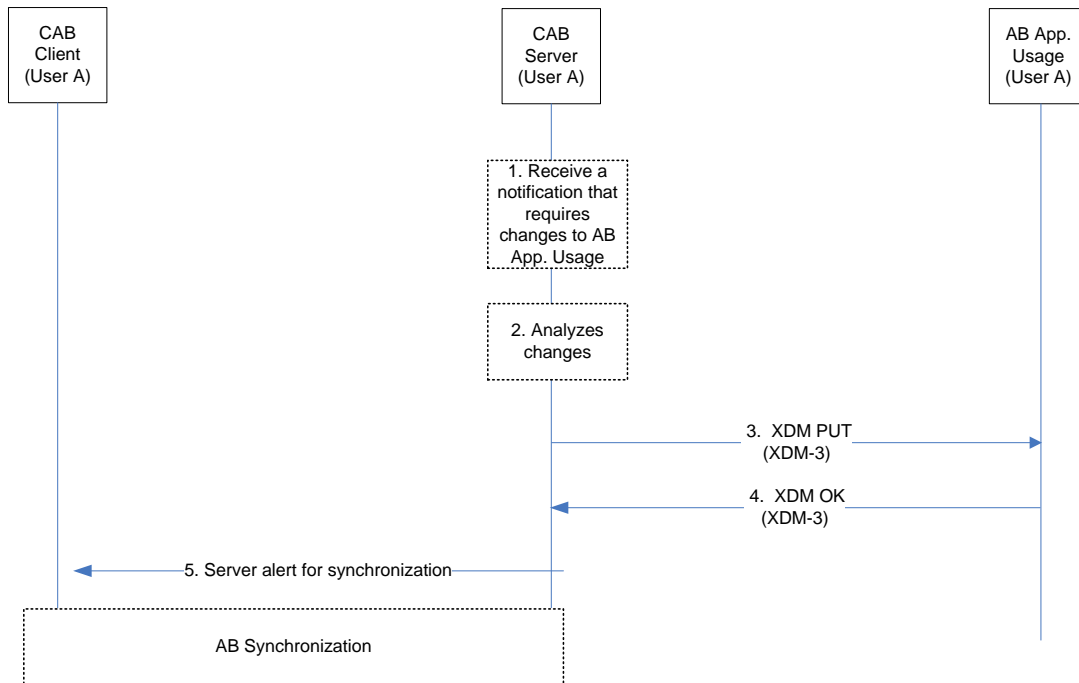 CAB
Client
(User A)
CAB
Server
(User A)
AB App.
Usage
(User A)
1. Receive a
notification that
requires
changes to AB
App. Usage
2. Analyzes
changes
3. XDM PUT
(XDM-3)
4. XDM OK
(XDM-3)
5. Server alert for synchronization
AB Synchronization